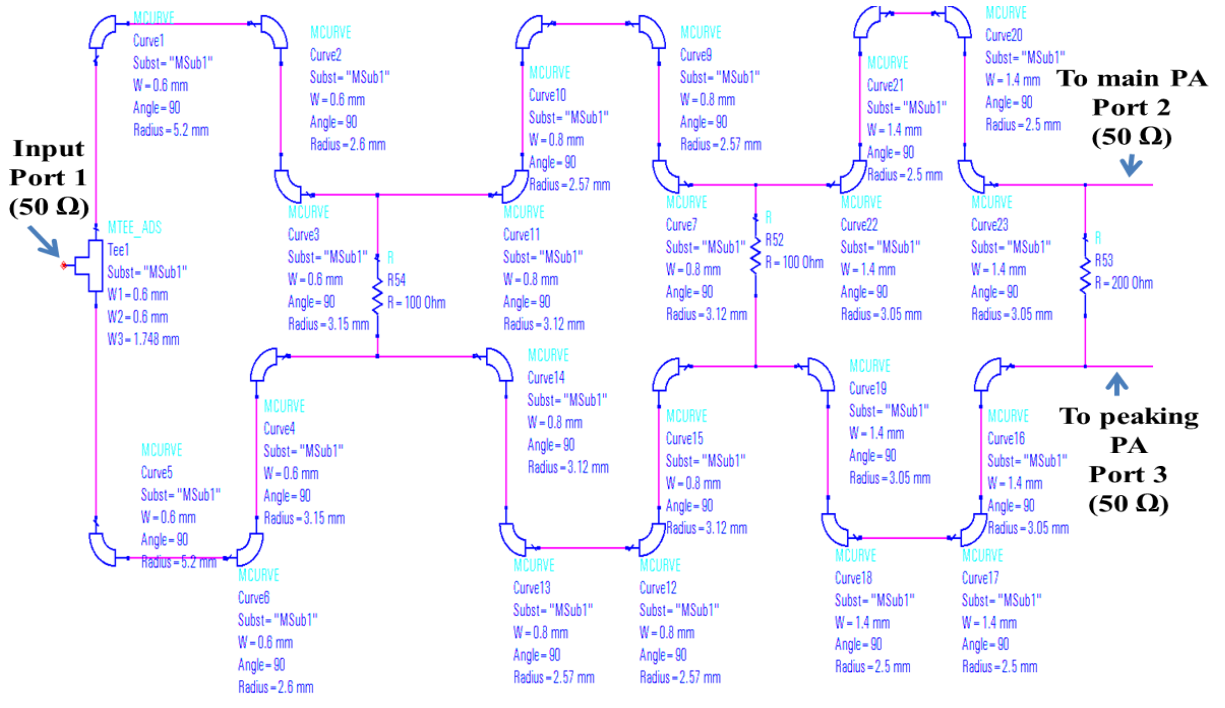 MCURVE
Curve1
Subst= "MSub1"
W = 0.6 mm
Angle= 90
Radius = 5.2 mm
MCURVE
Curve2
Subst= "MSub1"
W = 0.6 mm
Angle= 90
Radius = 2.6 mm
MCURVE
Curve10
Subst= "MSub1"
W = 0.8 mm
Angle= 90
Radius = 2.57 mm
MCURVE
Curve9
Subst= "MSub1"
W = 0.8 mm
Angle= 90
Radius = 2.57 mm
MCURVE
Curve21
Subst= "MSub1"
W = 1.4 mm
Angle= 90
Radius = 2.5 mm
MCURVE
Curve20
Subst= "MSub1"
W = 1.4 mm
Angle= 90
Radius = 2.5 mm
To main PA
Port 2
(50 Ω)
Input
Port 1
(50 Ω)
MTEE_ADS
Tee1
Subst= "MSub1"
W1= 0.6 mm
W2= 0.6 mm
W3= 1.748 mm
MCURVE
Curve3
Subst= "MSub1"
W = 0.6 mm
Angle= 90
Radius = 3.15 mm
R
R54
R = 100 Ohm
MCURVE
Curve11
Subst= "MSub1"
W = 0.8 mm
Angle= 90
Radius = 3.12 mm
MCURVE
Curve7
Subst= "MSub1"
W = 0.8 mm
Angle= 90
Radius = 3.12 mm
R
R52
R = 100 Ohm
MCURVE
Curve22
Subst= "MSub1"
W = 1.4 mm
Angle= 90
Radius = 3.05 mm
MCURVE
Curve23
Subst= "MSub1"
W = 1.4 mm
Angle= 90
Radius = 3.05 mm
R
R53
R = 200 Ohm
MCURVE
Curve5
Subst= "MSub1"
W = 0.6 mm
Angle= 90
Radius = 5.2 mm
MCURVE
Curve4
Subst= "MSub1"
W = 0.6 mm
Angle= 90
Radius = 3.15 mm
MCURVE
Curve14
Subst= "MSub1"
W = 0.8 mm
Angle= 90
Radius = 3.12 mm
MCURVE
Curve15
Subst= "MSub1"
W = 0.8 mm
Angle= 90
Radius = 3.12 mm
MCURVE
Curve19
Subst= "MSub1"
W = 1.4 mm
Angle= 90
Radius = 3.05 mm
MCURVE
Curve16
Subst= "MSub1"
W = 1.4 mm
Angle= 90
Radius = 3.05 mm
To peaking
PA
Port 3
(50 Ω)
MCURVE
Curve6
Subst= "MSub1"
W = 0.6 mm
Angle= 90
Radius = 2.6 mm
MCURVE
Curve13
Subst= "MSub1"
W = 0.8 mm
Angle= 90
Radius = 2.57 mm
MCURVE
Curve12
Subst= "MSub1"
W = 0.8 mm
Angle= 90
Radius = 2.57 mm
MCURVE
Curve18
Subst= "MSub1"
W = 1.4 mm
Angle= 90
Radius = 2.5 mm
MCURVE
Curve17
Subst= "MSub1"
W = 1.4 mm
Angle= 90
Radius = 2.5 mm